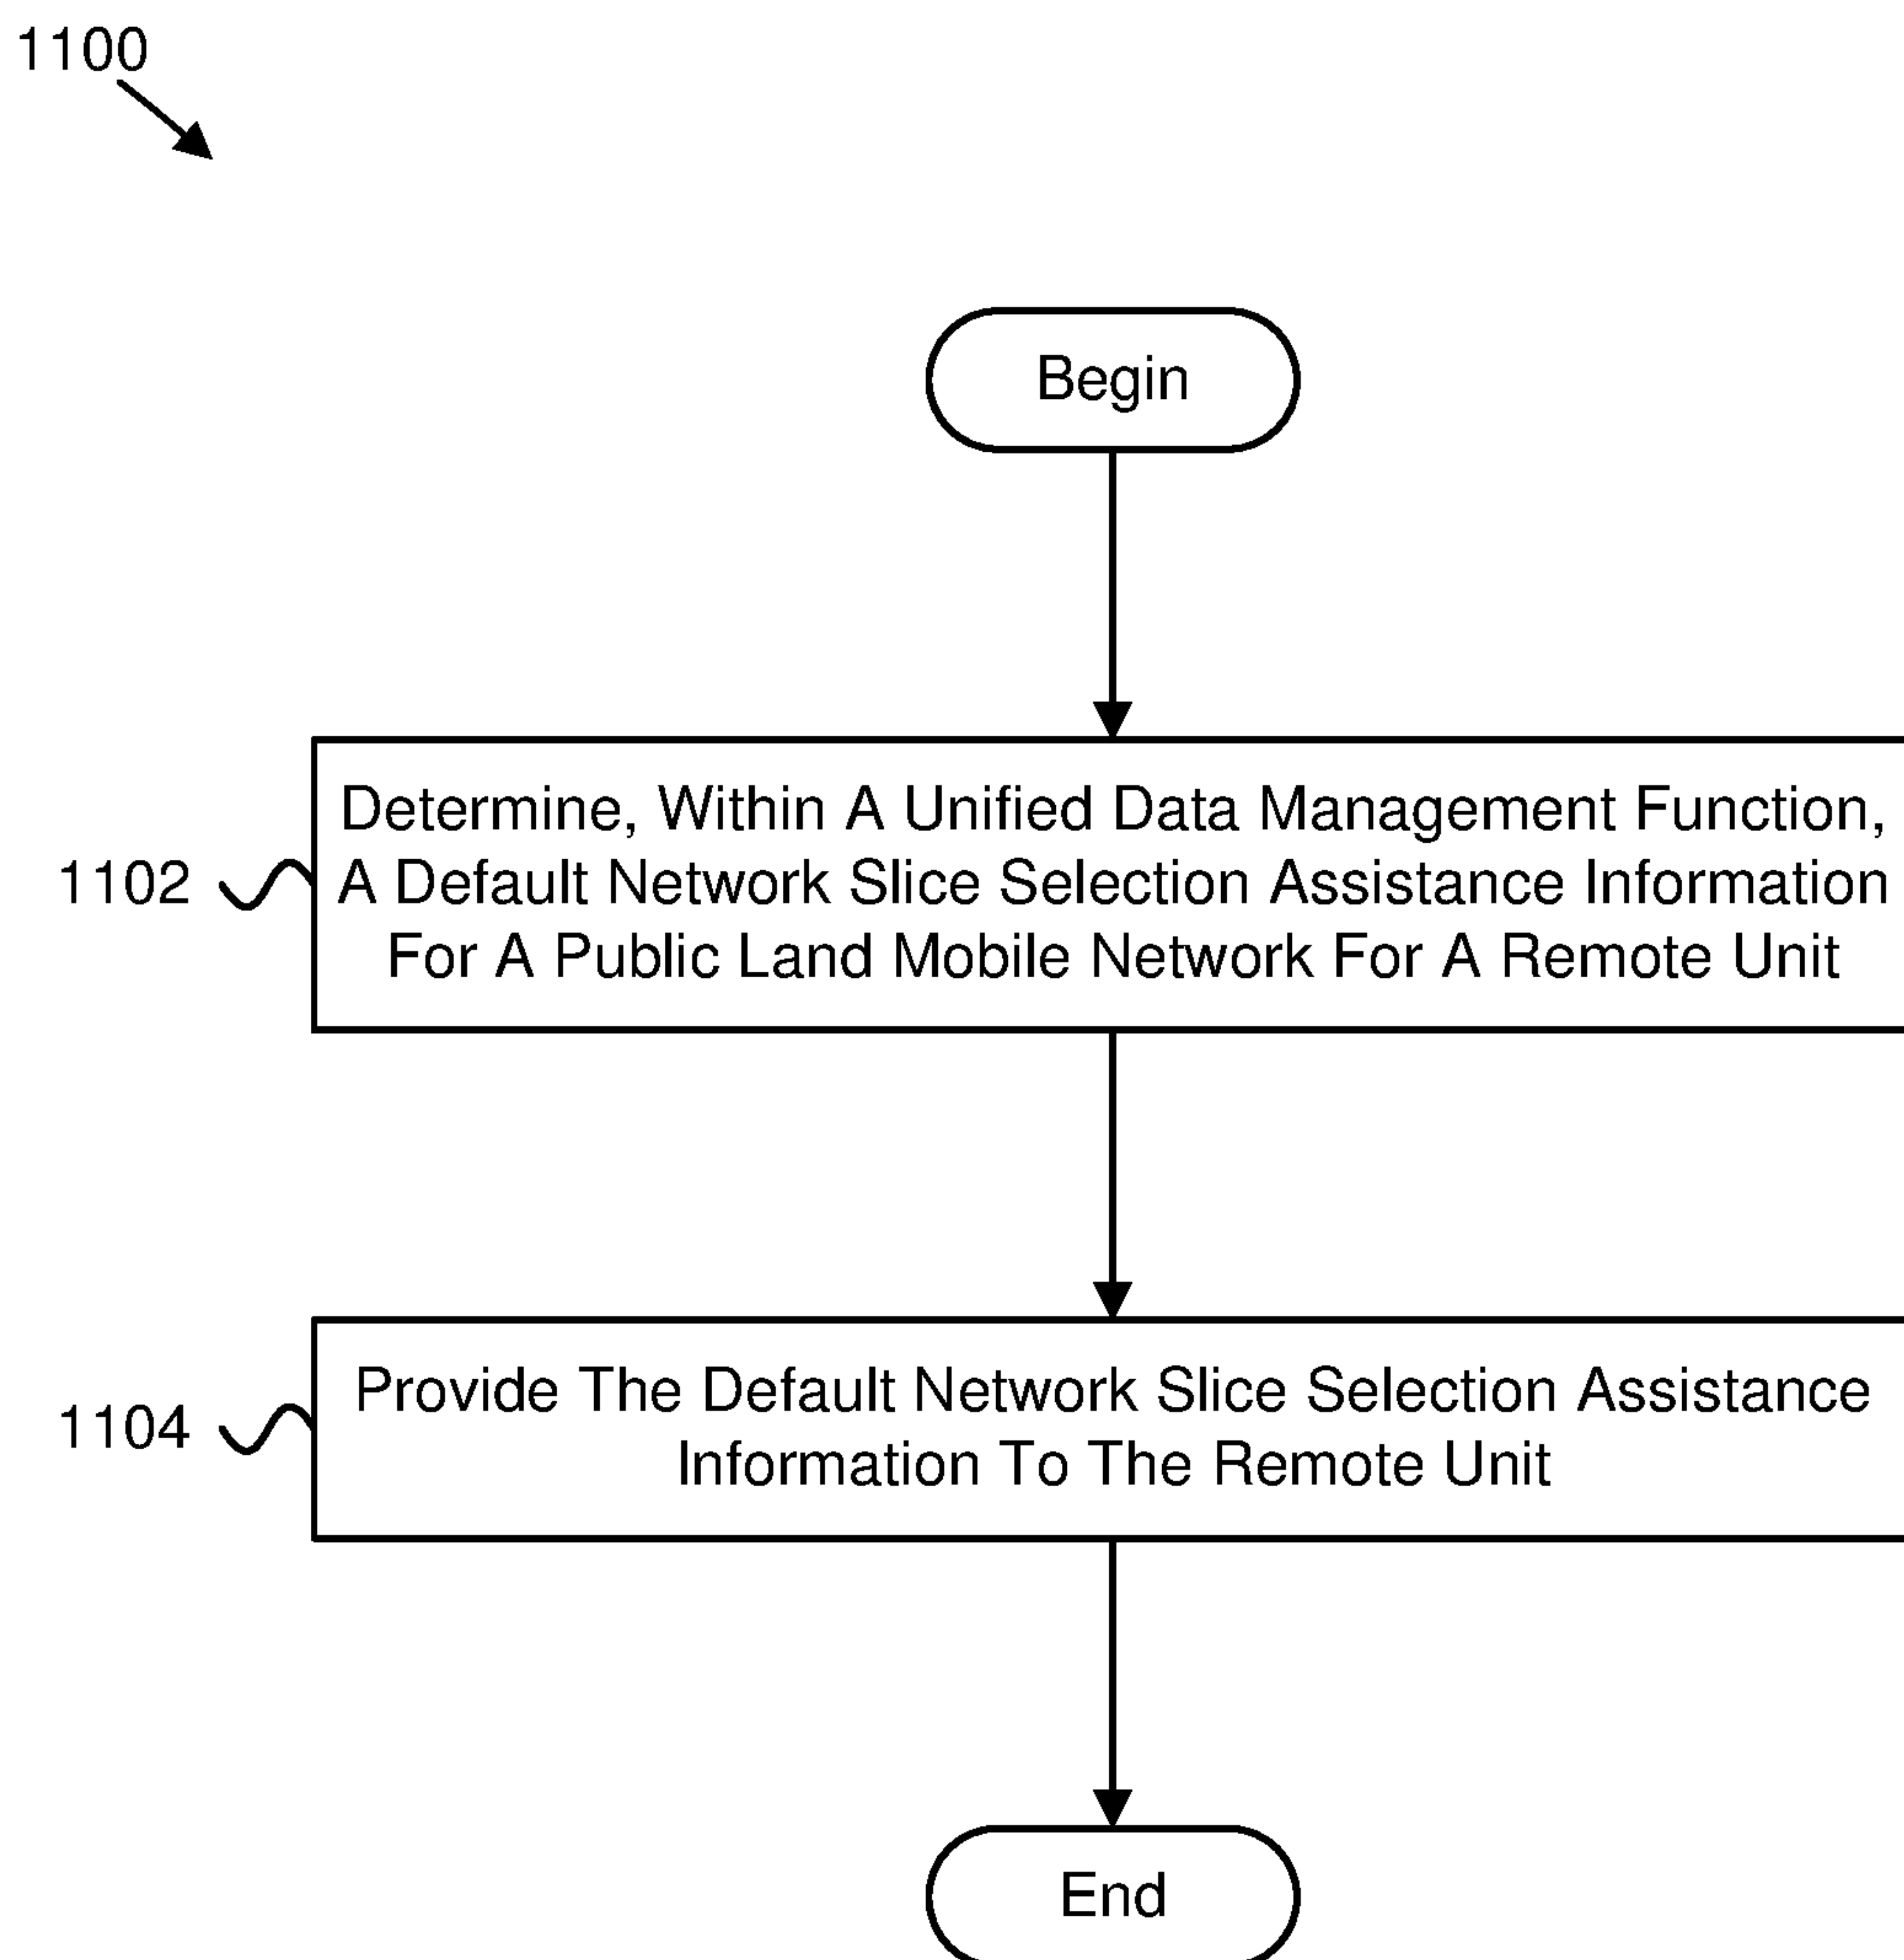 1100
Begin
1102
Determine, Within A Unified Data Management Function,
A Default Network Slice Selection Assistance Information
For A Public Land Mobile Network For A Remote Unit
1104
Provide The Default Network Slice Selection Assistance
Information To The Remote Unit
End